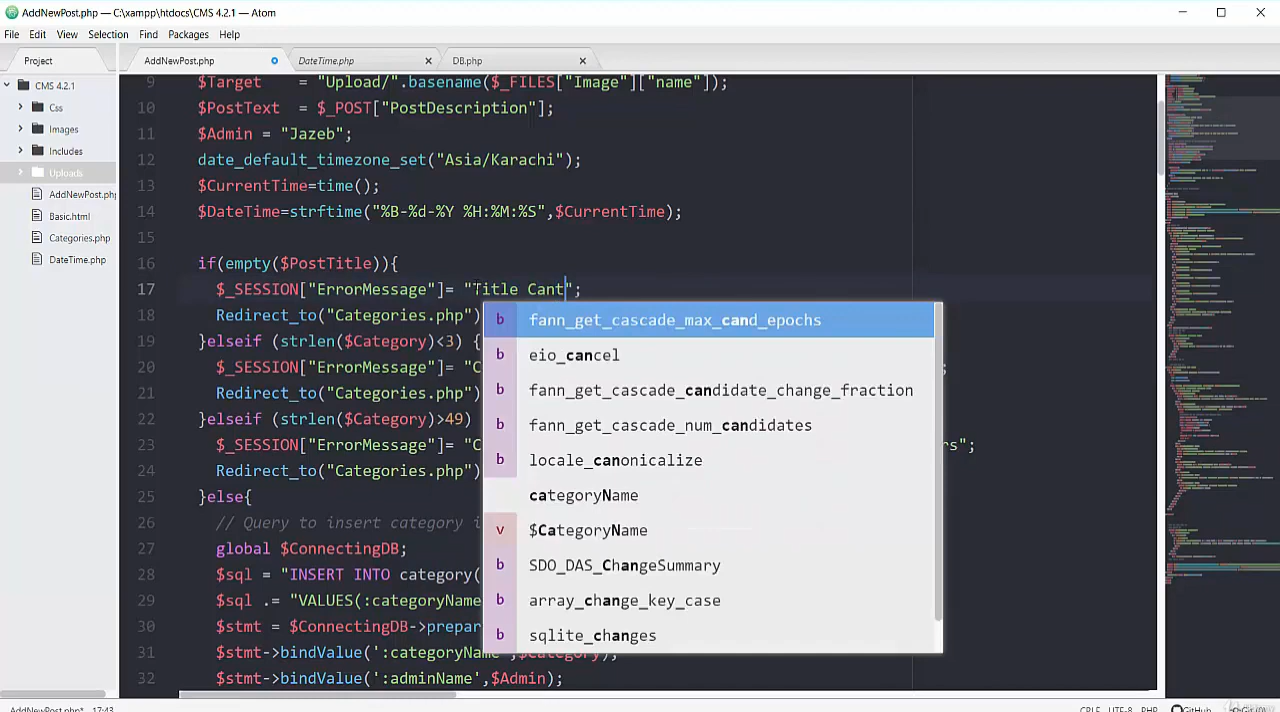 AddNewPost.php — C:\xampp\htdocs\CMS 4.2.1 — Atom
File Edit View Selection Find Packages Help
Project AddNewPost.php DateTime.php DB.php
CMS 4.2.1
Css
Images
Includes
Uploads
AddNewPost.php
Basic.html
Categories.php
DateTime.php
9 $Target = "Upload/".basename($_FILES["Image"]["name"]);
10 $PostText = $_POST["PostDescription"];
11 $Admin = "Jazeb";
12 date_default_timezone_set("Asia/Karachi");
13 $CurrentTime=time();
14 $DateTime=strftime("%B-%d-%Y %H:%M:%S",$CurrentTime);
15
16 if(empty($PostTitle)){
17 $_SESSION["ErrorMessage"]= "Title Cant";
18 Redirect_to("Categories.php")
19 }elseif (strlen($Category)<3)
20 $_SESSION["ErrorMessage"]= "C ;
21 Redirect_to("Categories.php")
22 }elseif (strlen($Category)>49)
23 $_SESSION["ErrorMessage"]= "C rs";
24 Redirect_to("Categories.php")
25 }else{
26 // Query to insert category i
27 global $ConnectingDB;
28 $sql = "INSERT INTO category
29 $sql .= "VALUES(:categoryName
30 $stmt = $ConnectingDB->prepar
31 $stmt->bindValue(':categoryName',$Category);
32 $stmt->bindValue(':adminName',$Admin);
b fann_get_cascade_max_cand_epochs
b eio_cancel
b fann_get_cascade_candidate_change_fraction
b fann_get_cascade_num_candidates
b locale_canonicalize
categoryName
v $CategoryName
b SDO_DAS_ChangeSummary
b array_change_key_case
b sqlite_changes
AddNewPost.php* 17:43 CRLF UTF-8 PHP GitHub